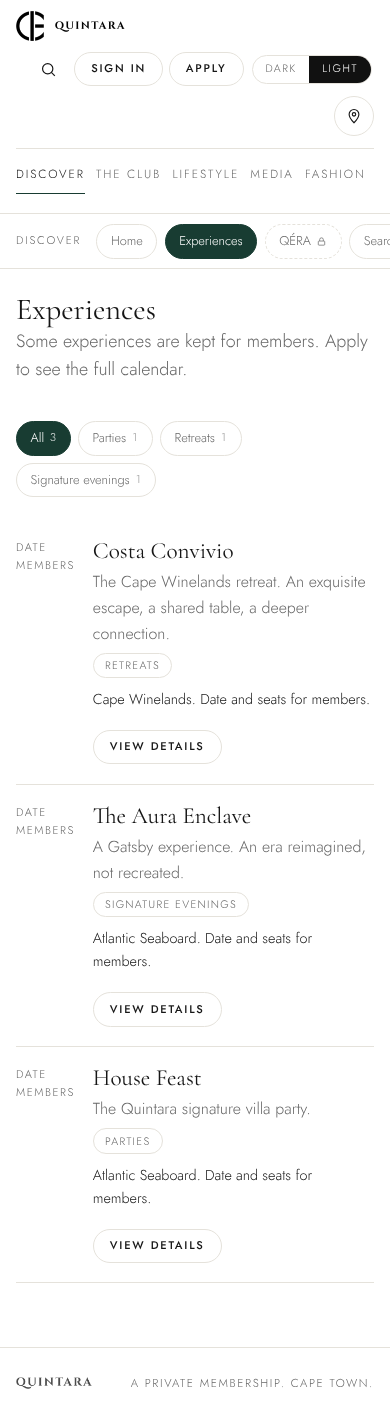 QUINTARA
SIGN IN
APPLY
DARK
LIGHT
DISCOVER THE CLUB LIFESTYLE MEDIA FASHION
DISCOVER Home Experiences QÉRA Searc
Experiences
Some experiences are kept for members. Apply
to see the full calendar.
All 3
Parties 1
Retreats 1
Signature evenings 1
DATE
MEMBERS
Costa Convivio
The Cape Winelands retreat. An exquisite
escape, a shared table, a deeper
connection.
RETREATS
Cape Winelands. Date and seats for members.
VIEW DETAILS
DATE
MEMBERS
The Aura Enclave
A Gatsby experience. An era reimagined,
not recreated.
SIGNATURE EVENINGS
Atlantic Seaboard. Date and seats for
members.
VIEW DETAILS
DATE
MEMBERS
House Feast
The Quintara signature villa party.
PARTIES
Atlantic Seaboard. Date and seats for
members.
VIEW DETAILS
QUINTARA
A PRIVATE MEMBERSHIP. CAPE TOWN.